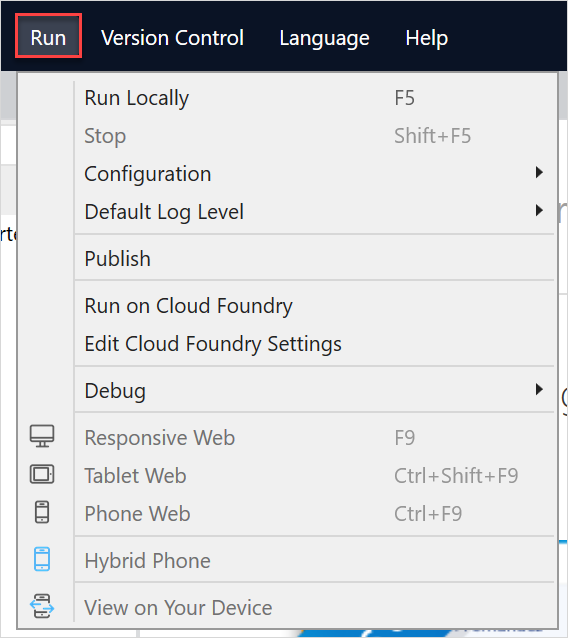 Run Version Control Language Help
Run Locally F5
Stop Shift+F5
Configuration
Default Log Level
Publish
Run on Cloud Foundry
Edit Cloud Foundry Settings
Debug
Responsive Web F9
Tablet Web Ctrl+Shift+F9
Phone Web Ctrl+F9
Hybrid Phone
View on Your Device